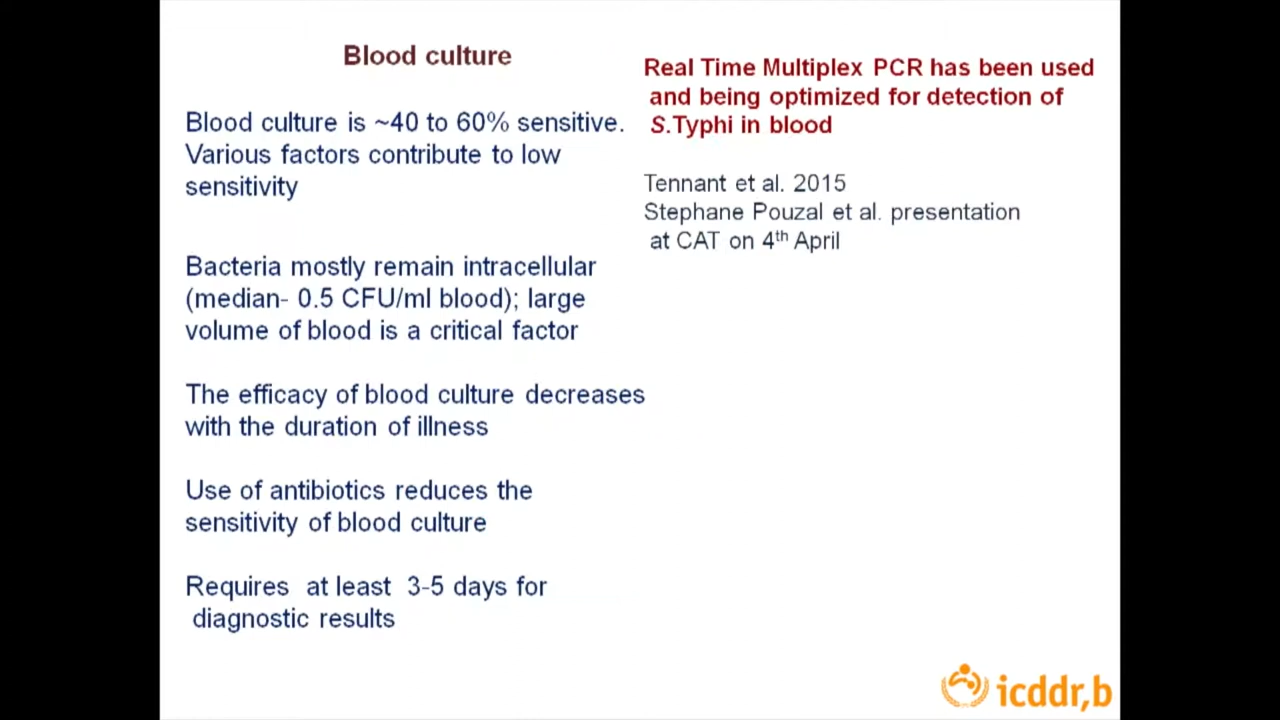 Blood culture
Blood culture is ~40 to 60% sensitive.
Various factors contribute to low
sensitivity
Bacteria mostly remain intracellular
(median- 0.5 CFU/ml blood); large
volume of blood is a critical factor
The efficacy of blood culture decreases
with the duration of illness
Use of antibiotics reduces the
sensitivity of blood culture
Requires at least 3-5 days for
diagnostic results
Real Time Multiplex PCR has been used
and being optimized for detection of
S.Typhi in blood
Tennant et al. 2015
Stephane Pouzal et al. presentation
at CAT on 4th April
icddr,b